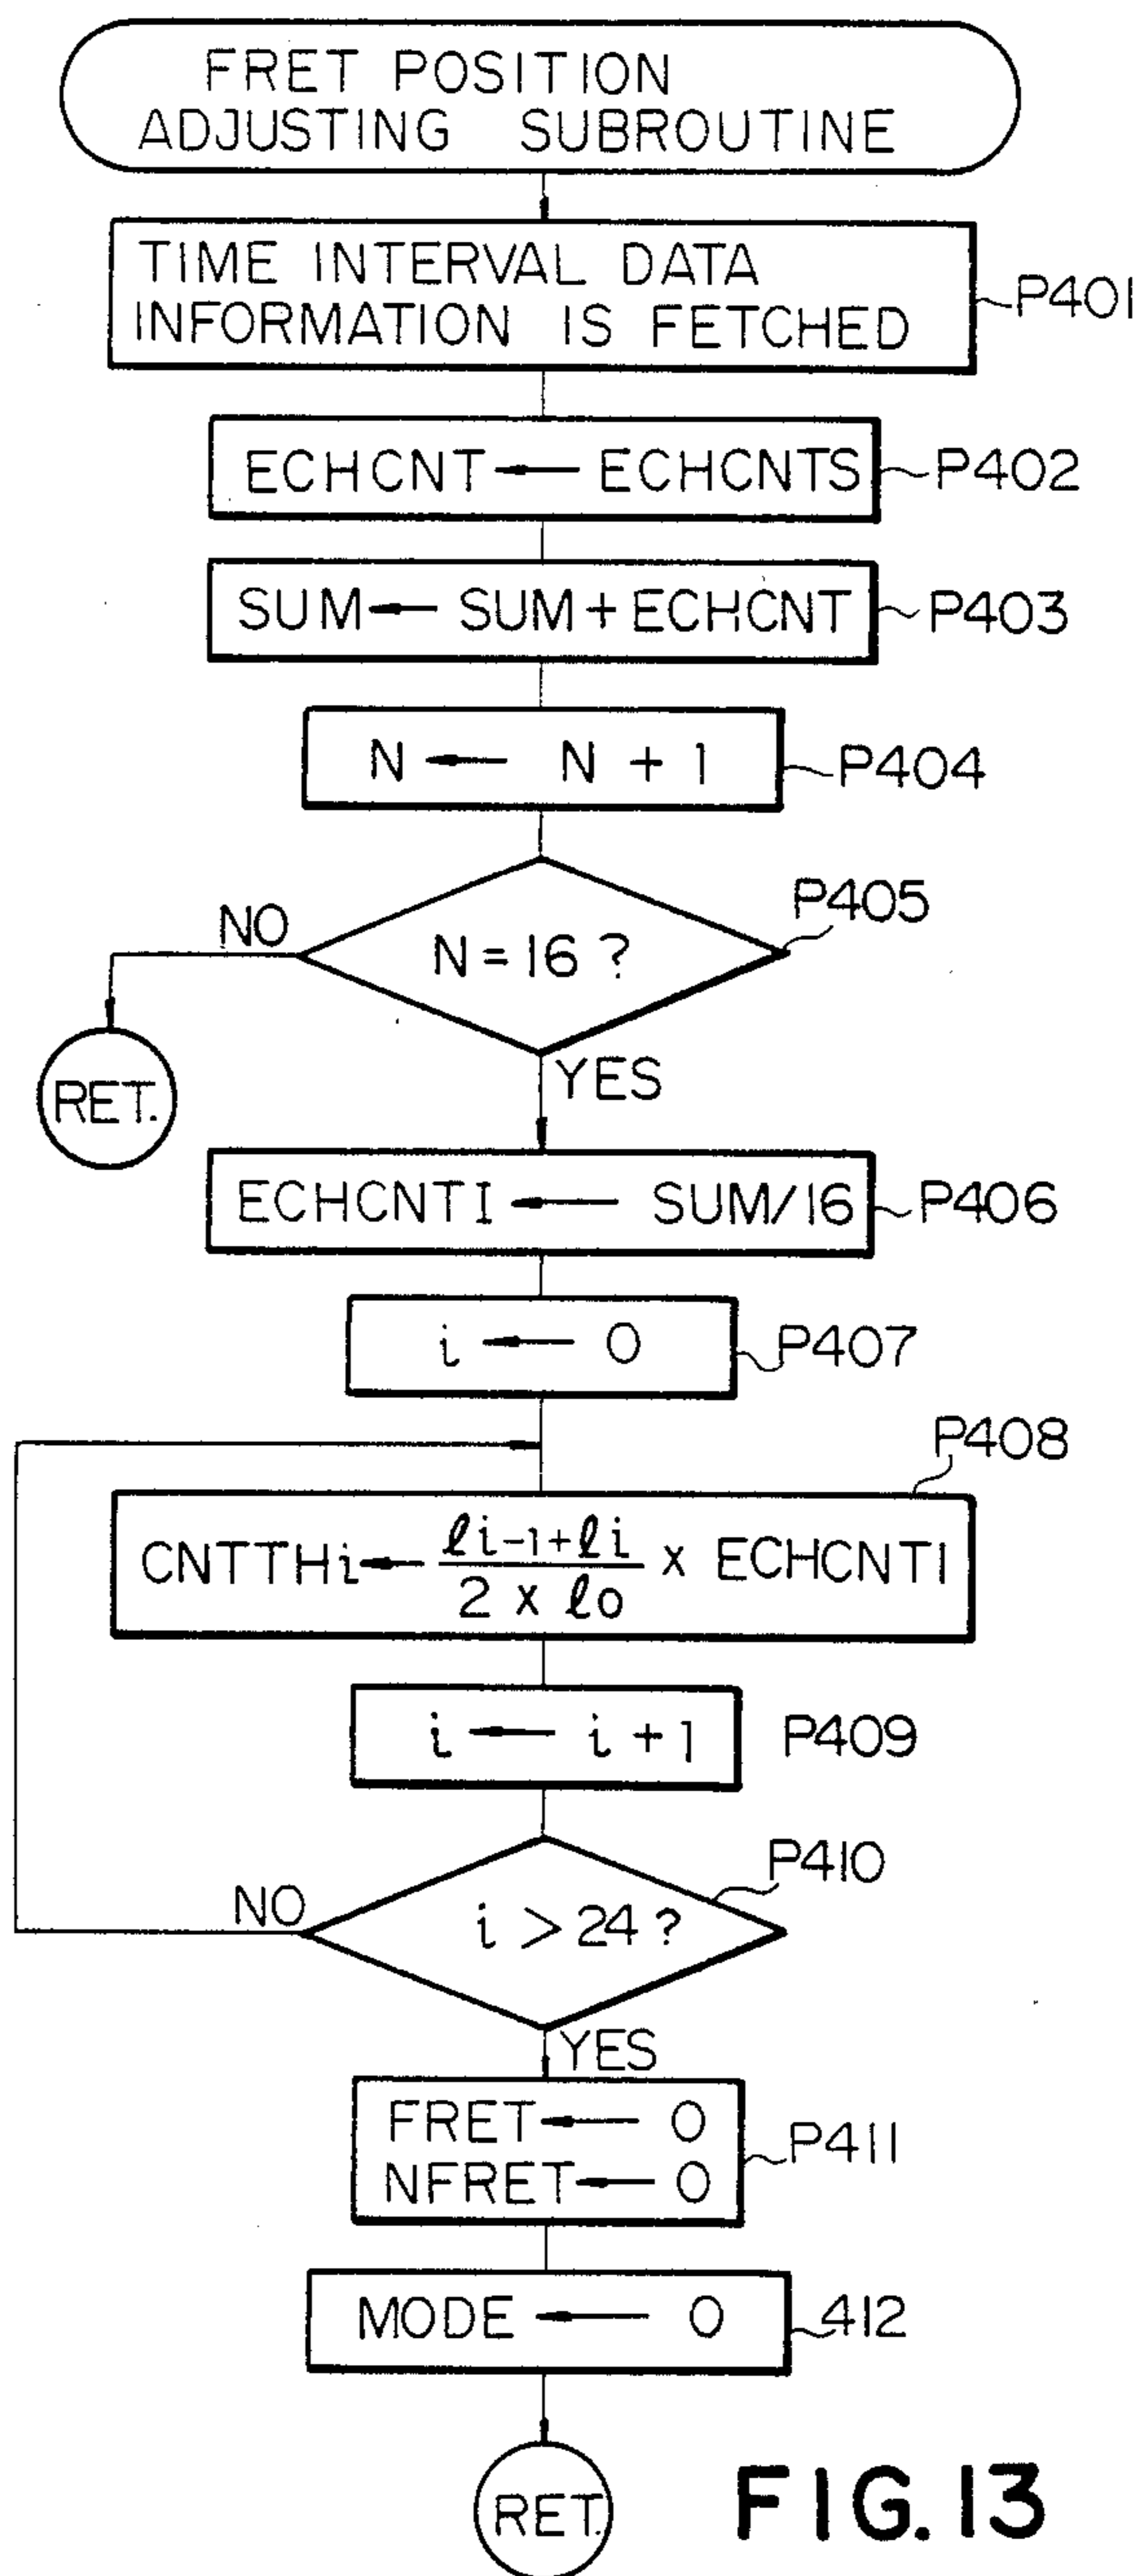 FRET POSITION
ADJUSTING SUBROUTINE
TIME INTERVAL DATA
INFORMATION IS FETCHED
P401
ECHCNT ← ECHCNTS
P402
SUM ← SUM + ECHCNT
P403
N ← N + 1
P404
P405
NO
N = 16 ?
RET.
YES
ECHCNTI ← SUM/16
P406
i ← 0
P407
P408
CNTTHi ← (ℓi-1+ℓi)/(2 x ℓ0) x ECHCNTI
i ← i + 1
P409
P410
NO
i > 24 ?
YES
FRET ← 0
NFRET ← 0
P411
MODE ← 0
412
RET.
FIG. 13